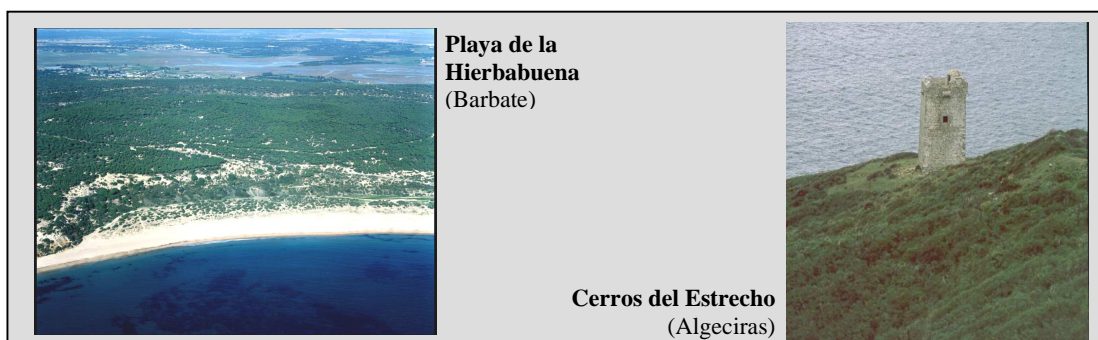 Playa de la
Hierbabuena
(Barbate)
Cerros del Estrecho
(Algeciras)